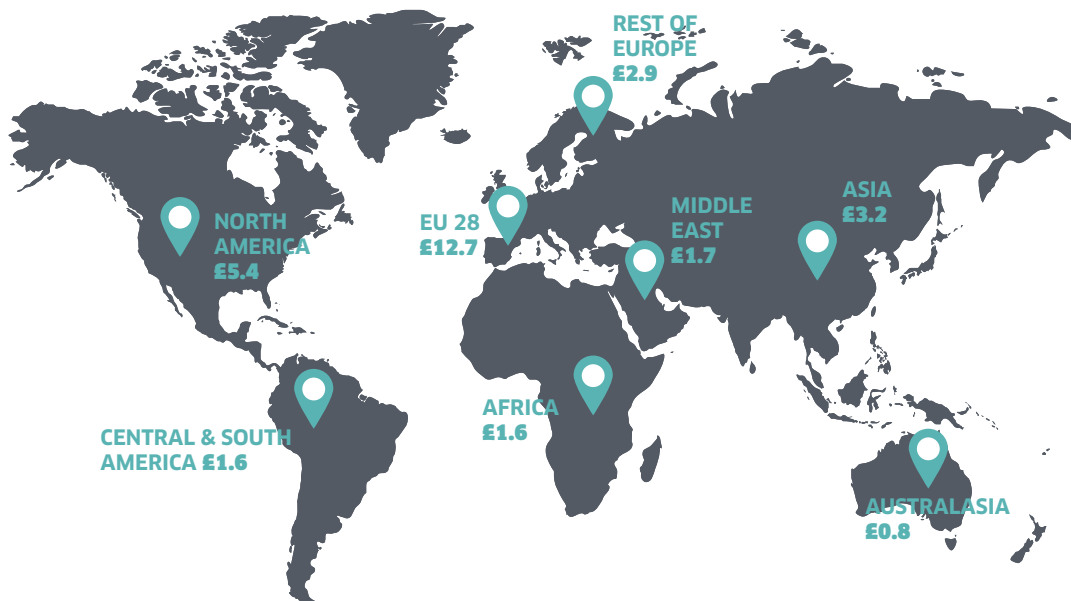 REST OF
EUROPE
£2.9
NORTH
AMERICA
£5.4
EU 28
£12.7
MIDDLE
EAST
£1.7
ASIA
£3.2
CENTRAL & SOUTH
AMERICA £1.6
AFRICA
£1.6
AUSTRALASIA
£0.8